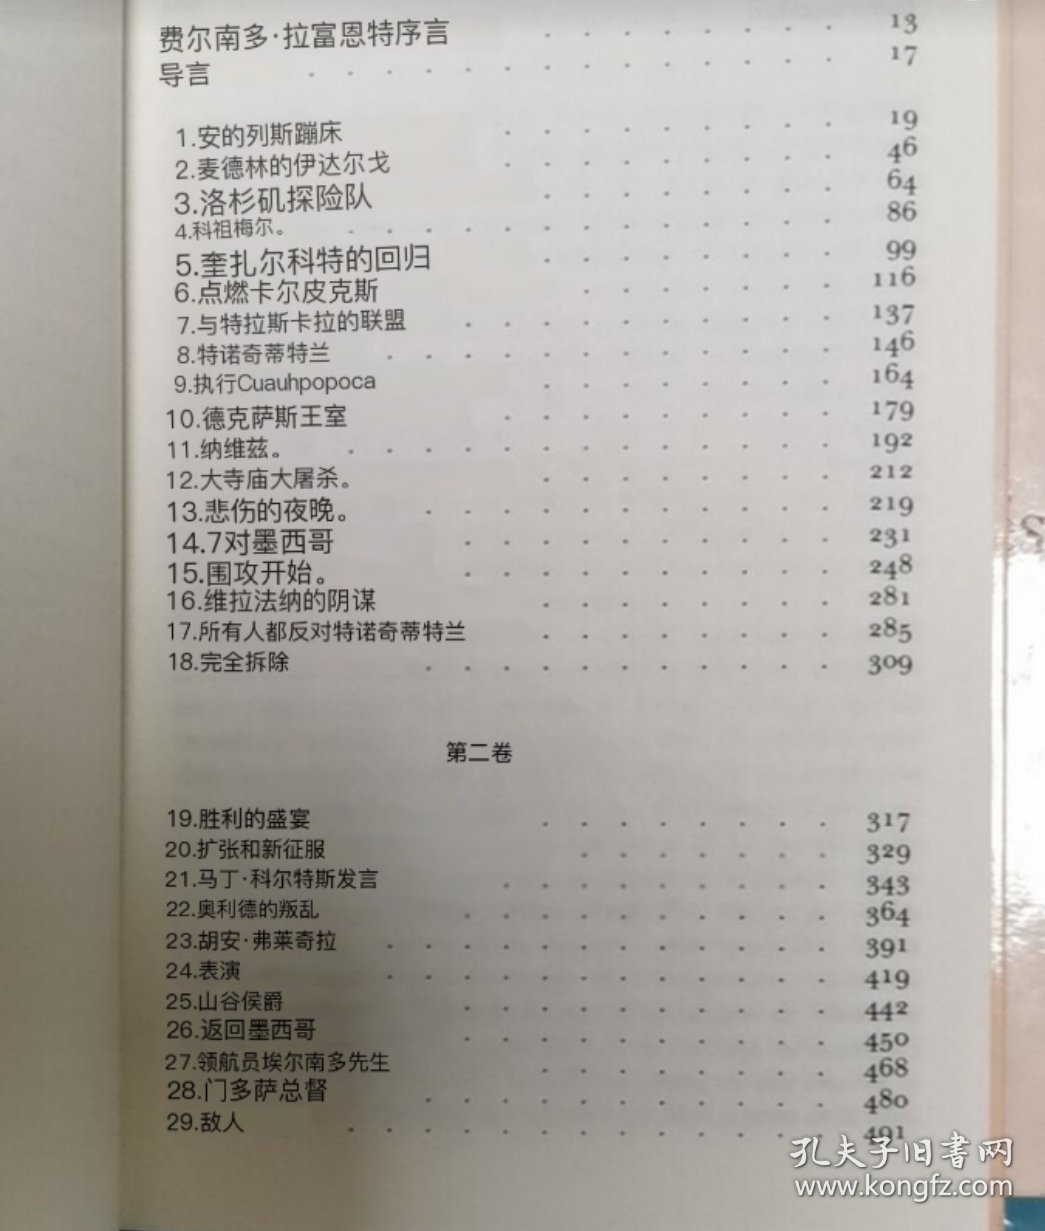 费尔南多·拉富恩特序言 . . . . . . . . 13
导言 . . . . . . . . . . . . . . 17
1.安的列斯蹦床 . . . . . . . . . 19
2.麦德林的伊达尔戈 . . . . . . . . . 46
3.洛杉矶探险队 . . . . . . . . 64
4.科祖梅尔。 . . . . . . . . . . . . . 86
5.奎扎尔科特的回归 . . . . . . . . 99
6.点燃卡尔皮克斯 . . . . . . . 116
7.与特拉斯卡拉的联盟 . . . . . . . . . . 137
8.特诺奇蒂特兰 . . . . . . . . . . . . 146
9.执行Cuauhpopoca . . . . . . . . 164
10.德克萨斯王室 . . . . . . . . . 179
11.纳维兹。 . . . . . . . . . . . . . 192
12.大寺庙大屠杀。 . . . . . . . . 212
13.悲伤的夜晚。 . . . . . . . . . . . 219
14.7对墨西哥 . . . . . . . . . . 231
15.围攻开始。 . . . . . . . . . . 248
16.维拉法纳的阴谋 . . . . . . . . 281
17.所有人都反对特诺奇蒂特兰 . . . . . . . . 285
18.完全拆除 . . . . . . . . . . . 309
第二卷
19.胜利的盛宴 . . . . . . . . 317
20.扩张和新征服 . . . . . . . 329
21.马丁·科尔特斯发言 . . . . . . . . . 343
22.奥利德的叛乱 . . . . . . . . . . 364
23.胡安·弗莱奇拉 . . . . . . . . . . . . 391
24.表演 . . . . . . . . . . . . 419
25.山谷侯爵 . . . . . . . . . . 442
26.返回墨西哥 . . . . . . . . . . 450
27.领航员埃尔南多先生 . . . . . . . . 468
28.门多萨总督 . . . . . . . . . . . 480
29.敌人 . . . . . . . . . . . . . 491
孔夫子旧書网
www.kongfz.com